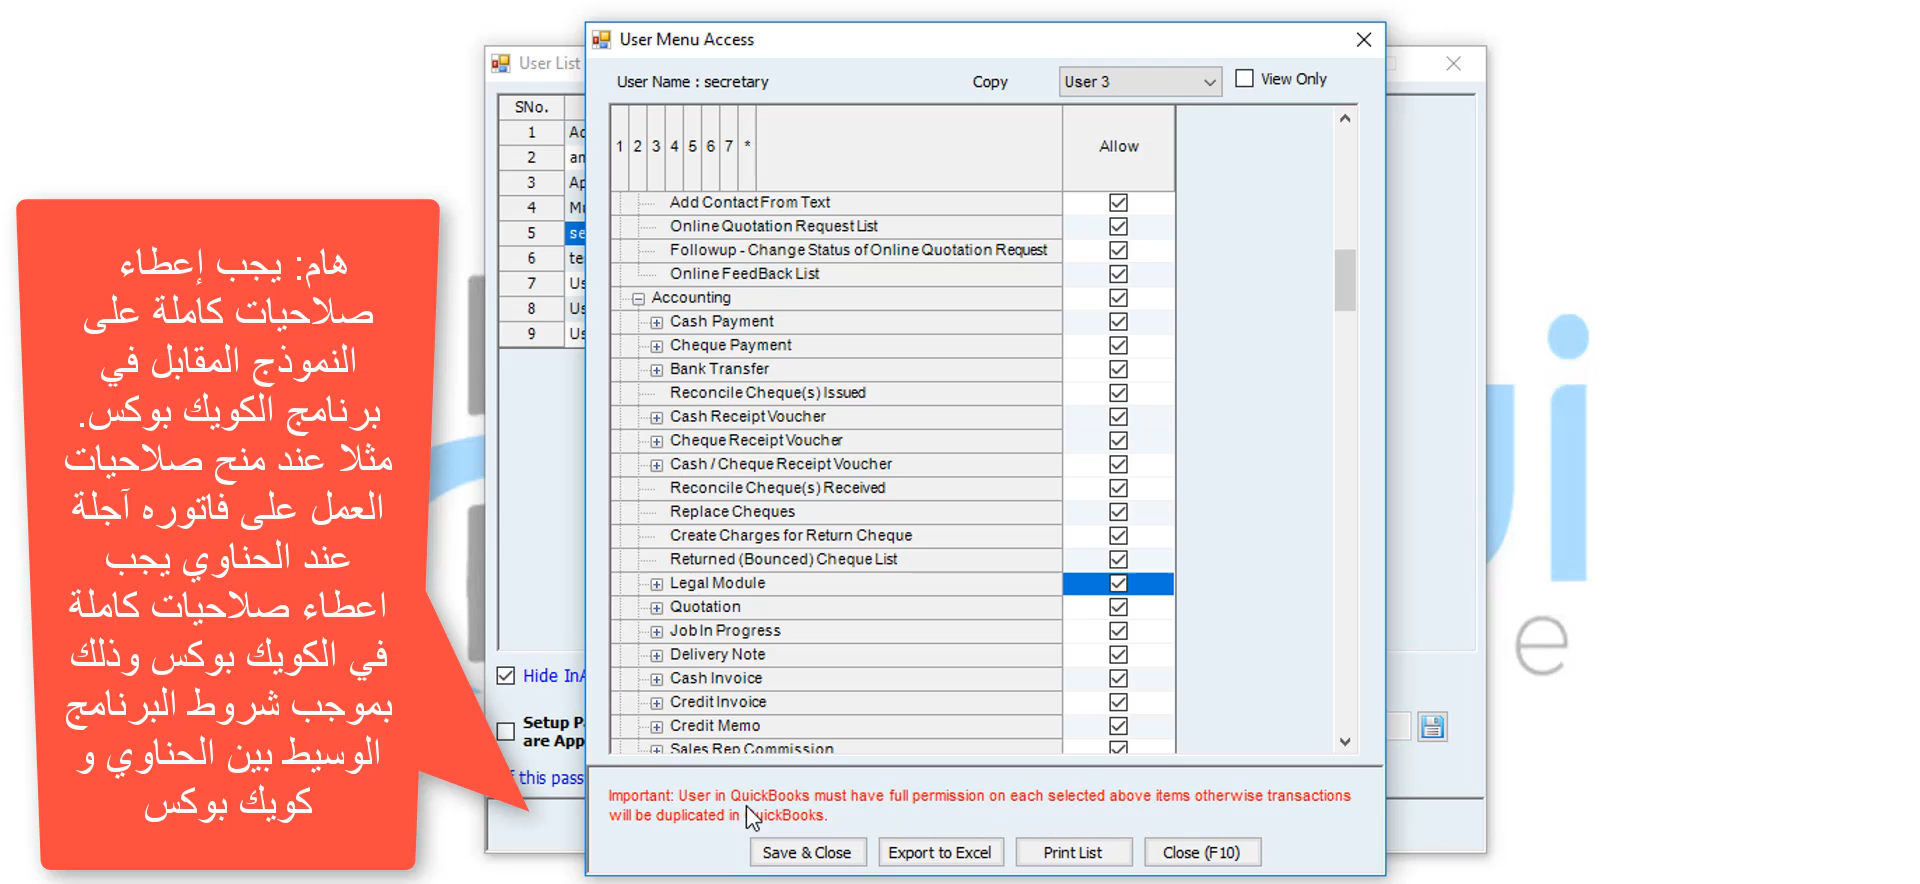 User List
SNo.
1
2
3
4
5
6
7
8
9
Hide
Setup
are
this pass
User Menu Access
User Name : secretary
Copy
User 3
View Only
1 2 3 4 5 6 7 *
Allow
Add Contact From Text
Online Quotation Request List
Followup - Change Status of Online Quotation Request
Online FeedBack List
Accounting
Cash Payment
Cheque Payment
Bank Transfer
Reconcile Cheque(s) Issued
Cash Receipt Voucher
Cheque Receipt Voucher
Cash / Cheque Receipt Voucher
Reconcile Cheque(s) Received
Replace Cheques
Create Charges for Return Cheque
Returned (Bounced) Cheque List
Legal Module
Quotation
Job In Progress
Delivery Note
Cash Invoice
Credit Invoice
Credit Memo
Sales Rep Commission
Important: User in QuickBooks must have full permission on each selected above items otherwise transactions
will be duplicated in QuickBooks.
Save & Close
Export to Excel
Print List
Close (F10)
هام: يجب إعطاء
صلاحيات كاملة على
النموذج المقابل في
برنامج الكويك بوكس.
مثلا عند منح صلاحيات
العمل على فاتوره آجلة
عند الحناوي يجب
اعطاء صلاحيات كاملة
في الكويك بوكس وذلك
بموجب شروط البرنامج
الوسيط بين الحناوي و
كويك بوكس